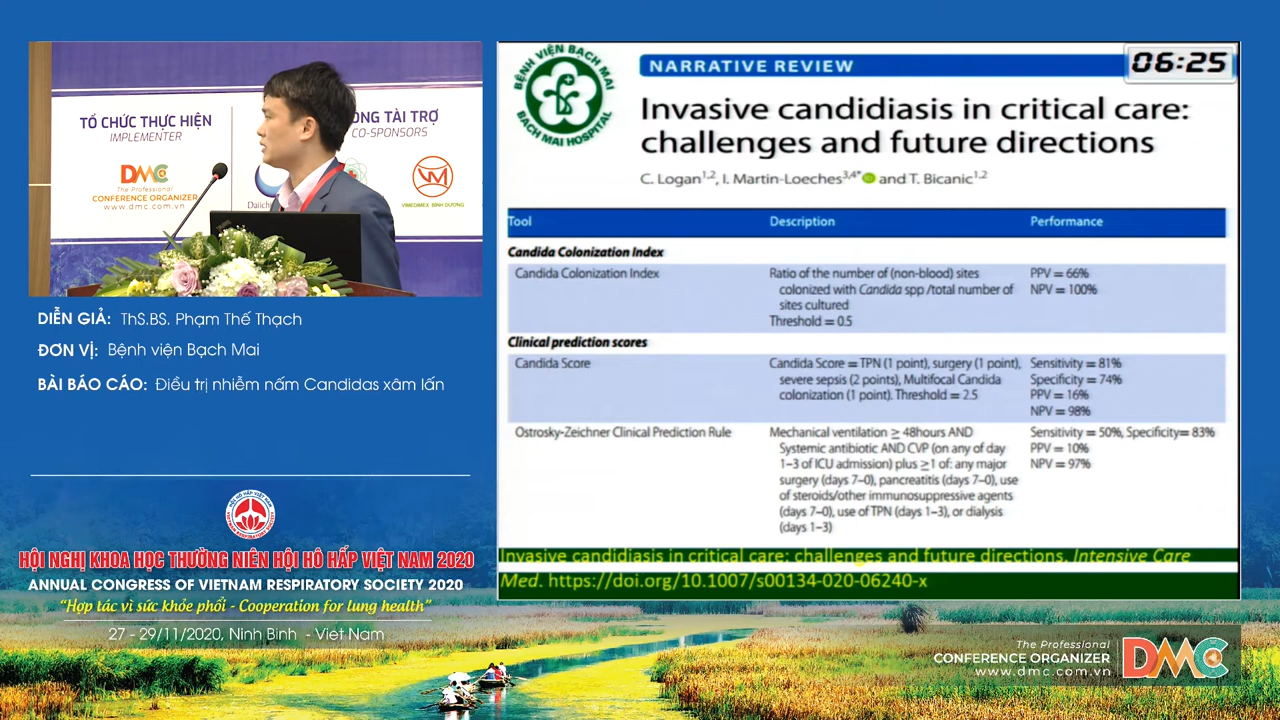 TỔ CHỨC THỰC HIỆN
IMPLEMENTER
DMC
The Professional
CONFERENCE ORGANIZER
www.dmc.com.vn
NG TÀI TRỢ
CO-SPONSORS
Daiich
VM
VIMEDIMEX BÌNH DƯƠNG
DIỄN GIẢ: ThS.BS. Phạm Thế Thạch
ĐƠN VỊ: Bệnh viện Bạch Mai
BÀI BÁO CÁO: Điều trị nhiễm nấm Candidas xâm lấn
HỘI HÔ HẤP VIỆT NAM
VIETNAM RESPIRATORY SOCIETY
HỘI NGHỊ KHOA HỌC THƯỜNG NIÊN HỘI HÔ HẤP VIỆT NAM 2020
ANNUAL CONGRESS OF VIETNAM RESPIRATORY SOCIETY 2020
“Hợp tác vì sức khỏe phổi - Cooperation for lung health”
27 - 29/11/2020, Ninh Bình - Việt Nam
BỆNH VIỆN BẠCH MAI
BACH MAI HOSPITAL
NARRATIVE REVIEW
06:25
Invasive candidiasis in critical care:
challenges and future directions
C. Logan1,2, I. Martin-Loeches3,4* and T. Bicanic1,2
Tool Description Performance
Candida Colonization Index
Candida Colonization Index Ratio of the number of (non-blood) sites PPV = 66%
colonized with Candida spp /total number of NPV = 100%
sites cultured
Threshold = 0.5
Clinical prediction scores
Candida Score Candida Score = TPN (1 point), surgery (1 point), Sensitivity = 81%
severe sepsis (2 points), Multifocal Candida Specificity = 74%
colonization (1 point). Threshold = 2.5 PPV = 16%
NPV = 98%
Ostrosky-Zeichner Clinical Prediction Rule Mechanical ventilation ≥ 48hours AND Sensitivity = 50%, Specificity= 83%
Systemic antibiotic AND CVP (on any of day PPV = 10%
1–3 of ICU admission) plus ≥1 of: any major NPV = 97%
surgery (days 7–0), pancreatitis (days 7–0), use
of steroids/other immunosuppressive agents
(days 7–0), use of TPN (days 1–3), or dialysis
(days 1–3)
Invasive candidiasis in critical care: challenges and future directions. Intensive Care
Med. https://doi.org/10.1007/s00134-020-06240-x
The Professional
CONFERENCE ORGANIZER
www.dmc.com.vn
DMC